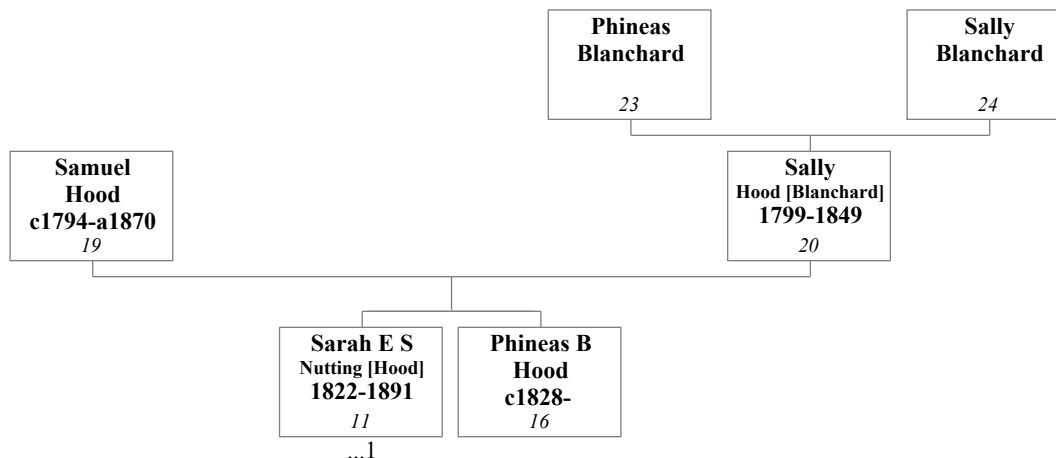 Phineas
Blanchard
23
Sally
Blanchard
24
Samuel
Hood
c1794-a1870
19
Sally
Hood [Blanchard]
1799-1849
20
Sarah E S
Nutting [Hood]
1822-1891
11
...1
Phineas B
Hood
c1828-
16